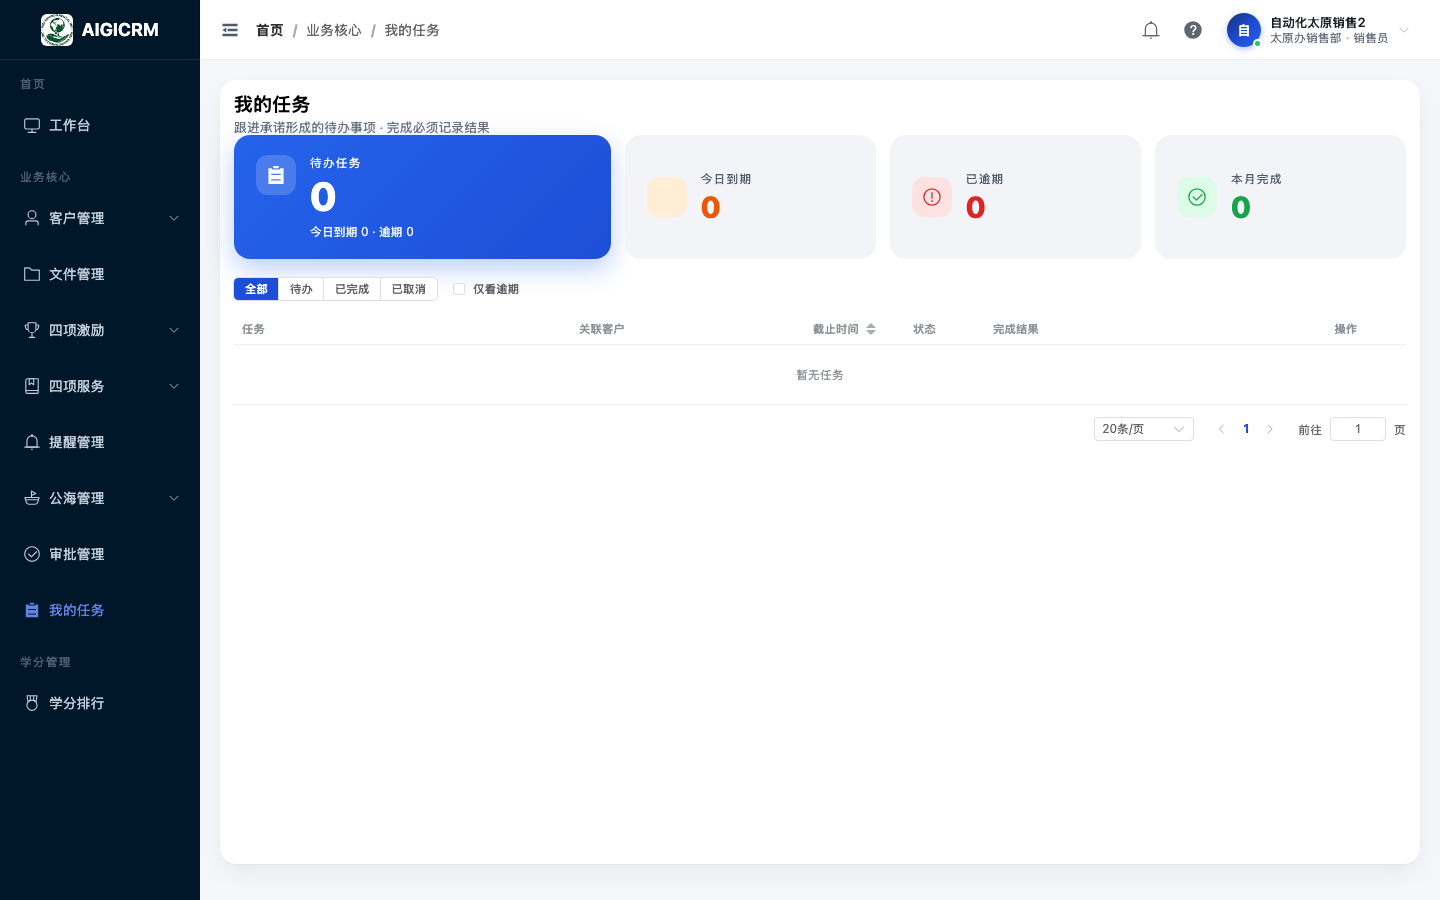 AIGICRM
首页
工作台
业务核心
客户管理
文件管理
四项激励
四项服务
提醒管理
公海管理
审批管理
我的任务
学分管理
学分排行
首页 / 业务核心 / 我的任务
自
自动化太原销售2
太原办销售部 · 销售员
我的任务
跟进承诺形成的待办事项 · 完成必须记录结果
待办任务
0
今日到期 0 · 逾期 0
今日到期
0
已逾期
0
本月完成
0
全部 待办 已完成 已取消 仅看逾期
任务 关联客户 截止时间 状态 完成结果 操作
暂无任务
20条/页 1 前往 1 页